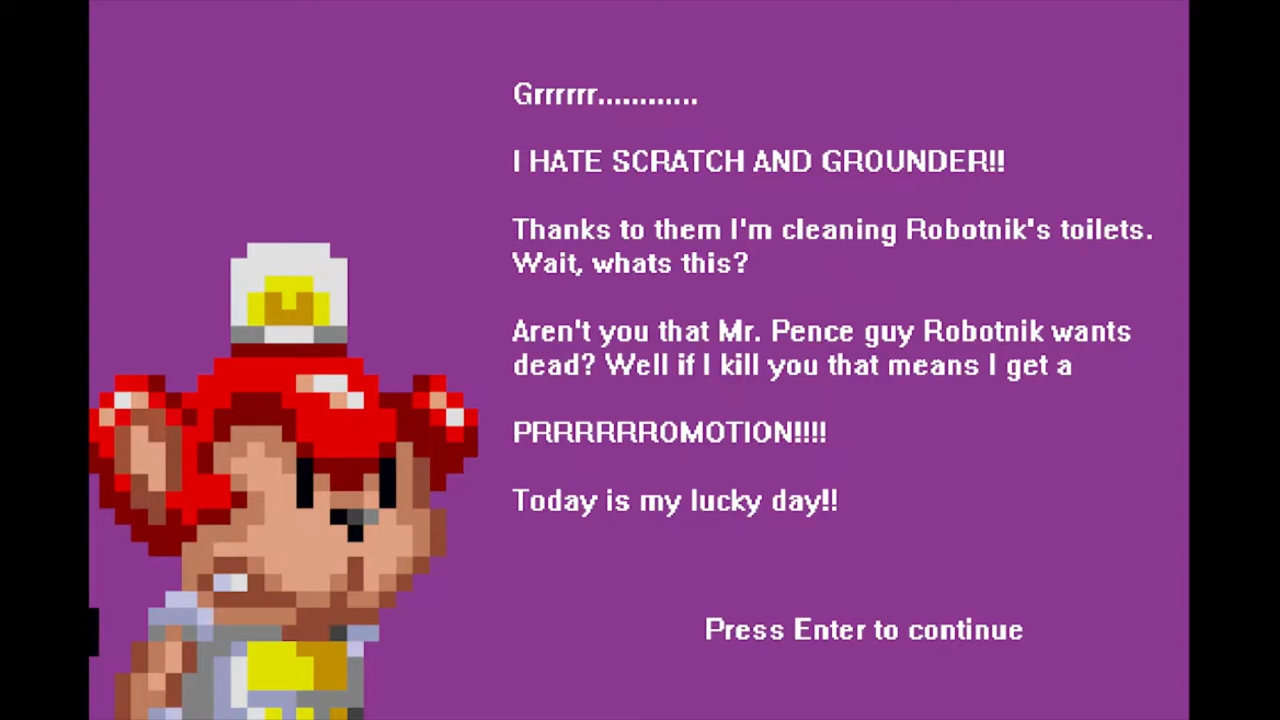 Grrrrrr............
I HATE SCRATCH AND GROUNDER!!
Thanks to them I'm cleaning Robotnik's toilets.
Wait, whats this?
Aren't you that Mr. Pence guy Robotnik wants
dead? Well if I kill you that means I get a
PRRRRRROMOTION!!!!
Today is my lucky day!!
Press Enter to continue